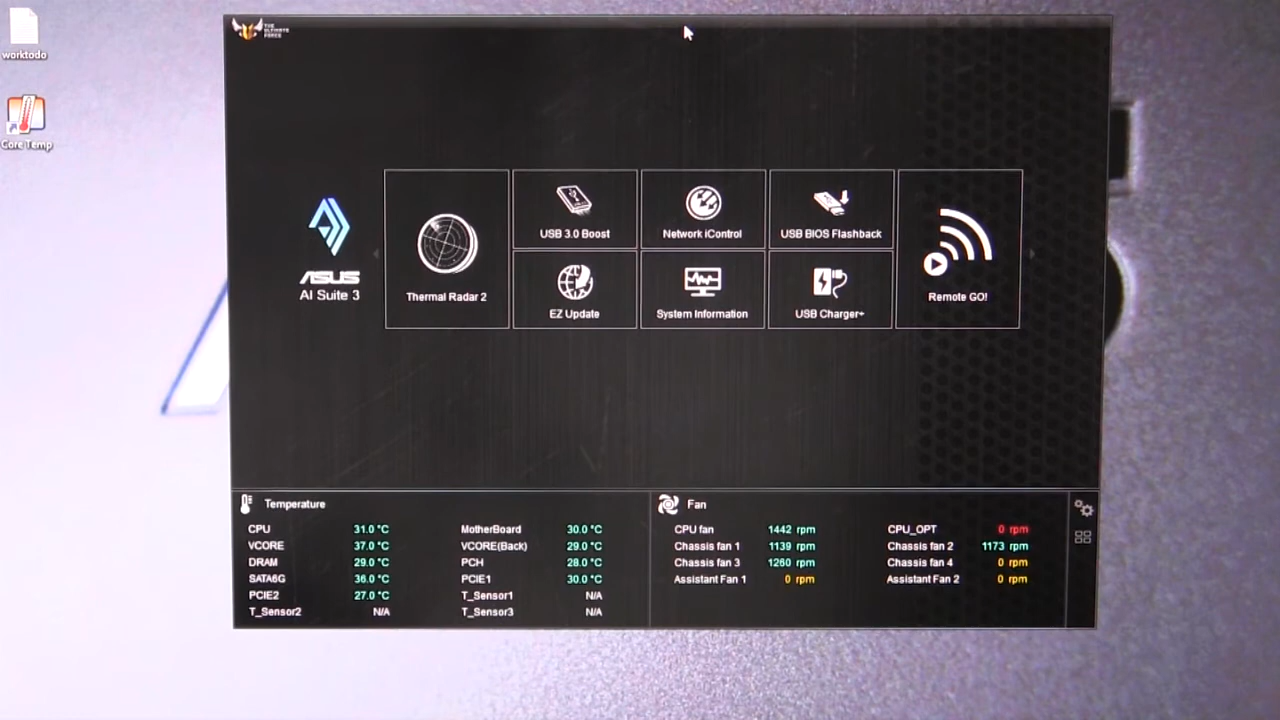 worktodo
Core Temp
THE
ULTIMATE
FORCE
ASUS
AI Suite 3
Thermal Radar 2
USB 3.0 Boost
Network iControl
USB BIOS Flashback
EZ Update
System Information
USB Charger+
Remote GO!
Temperature
CPU 31.0 °C MotherBoard 30.0 °C
VCORE 37.0 °C VCORE(Back) 29.0 °C
DRAM 29.0 °C PCH 28.0 °C
SATA6G 36.0 °C PCIE1 30.0 °C
PCIE2 27.0 °C T_Sensor1 N/A
T_Sensor2 N/A T_Sensor3 N/A
Fan
CPU fan 1442 rpm CPU_OPT 0 rpm
Chassis fan 1 1139 rpm Chassis fan 2 1173 rpm
Chassis fan 3 1260 rpm Chassis fan 4 0 rpm
Assistant Fan 1 0 rpm Assistant Fan 2 0 rpm